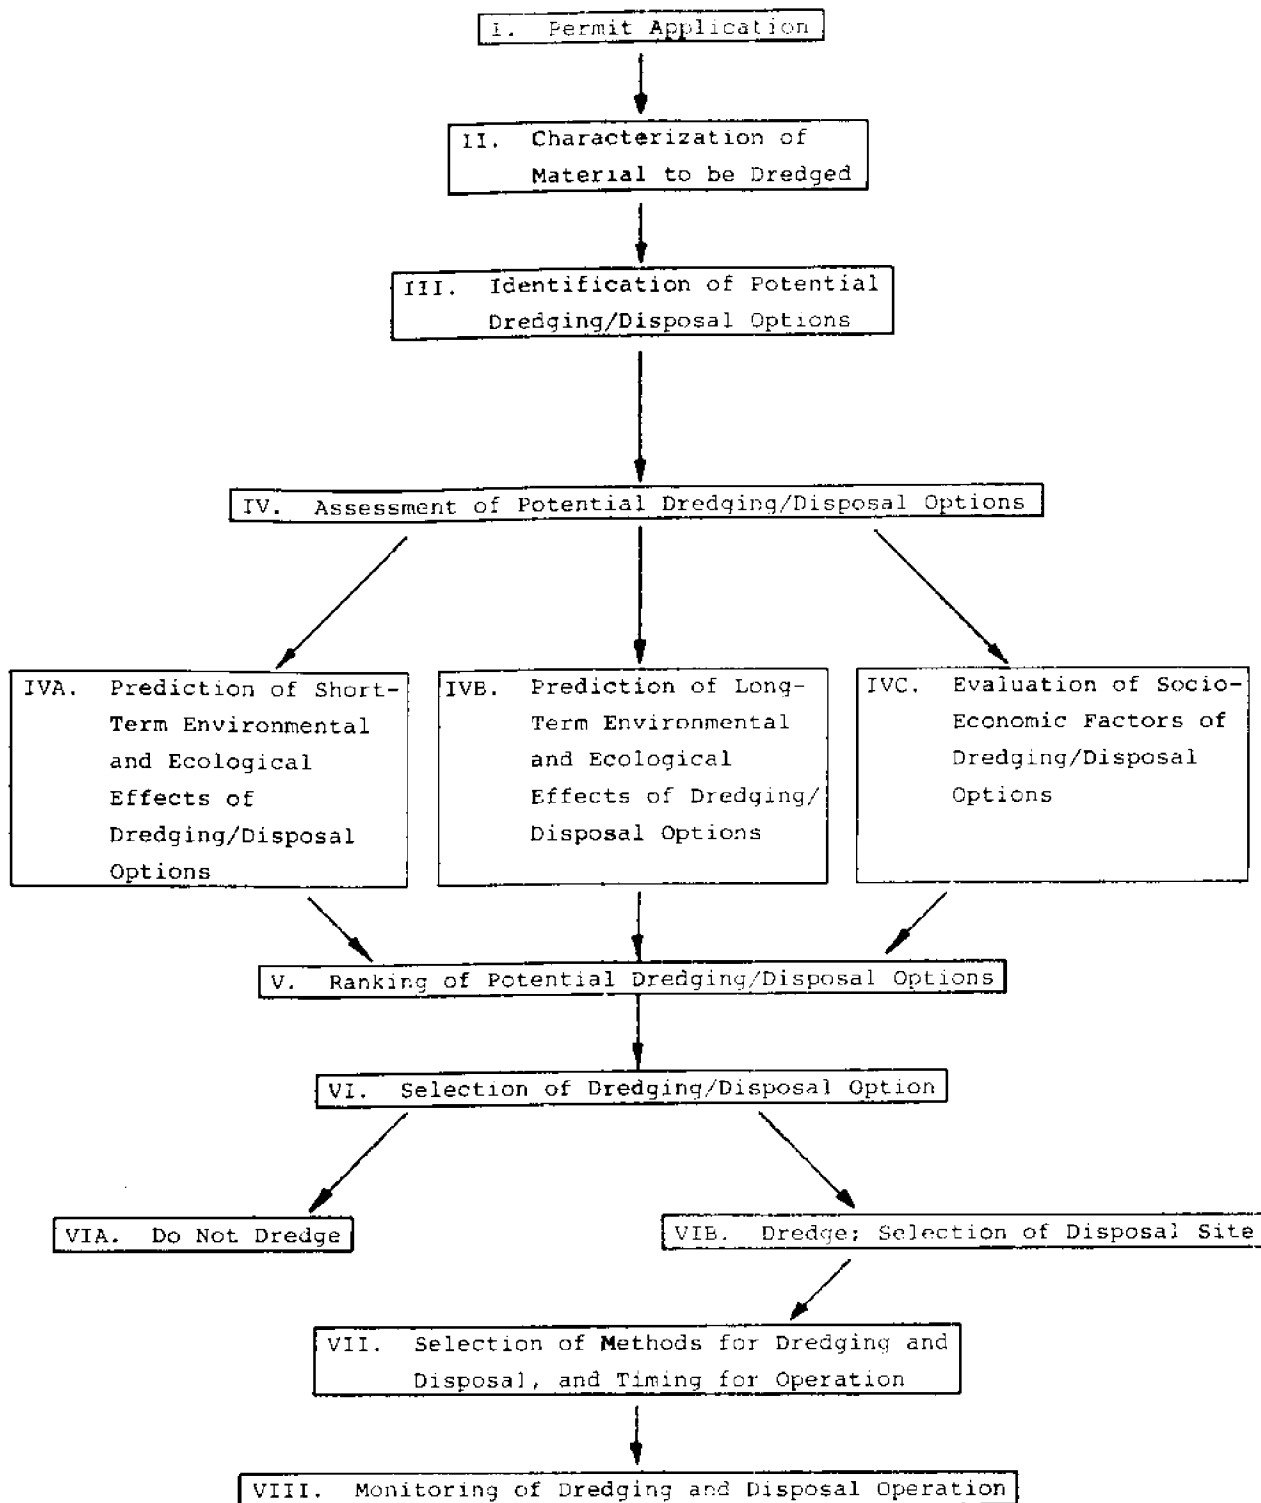 I. Permit Application
II. Characterization of
Material to be Dredged
III. Identification of Potential
Dredging/Disposal Options
IV. Assessment of Potential Dredging/Disposal Options
IVA. Prediction of Short-
Term Environmental
and Ecological
Effects of
Dredging/Disposal
Options
IVB. Prediction of Long-
Term Environmental
and Ecological
Effects of Dredging/
Disposal Options
IVC. Evaluation of Socio-
Economic Factors of
Dredging/Disposal
Options
V. Ranking of Potential Dredging/Disposal Options
VI. Selection of Dredging/Disposal Option
VIA. Do Not Dredge
VIB. Dredge; Selection of Disposal Site
VII. Selection of Methods for Dredging and
Disposal, and Timing for Operation
VIII. Monitoring of Dredging and Disposal Operation